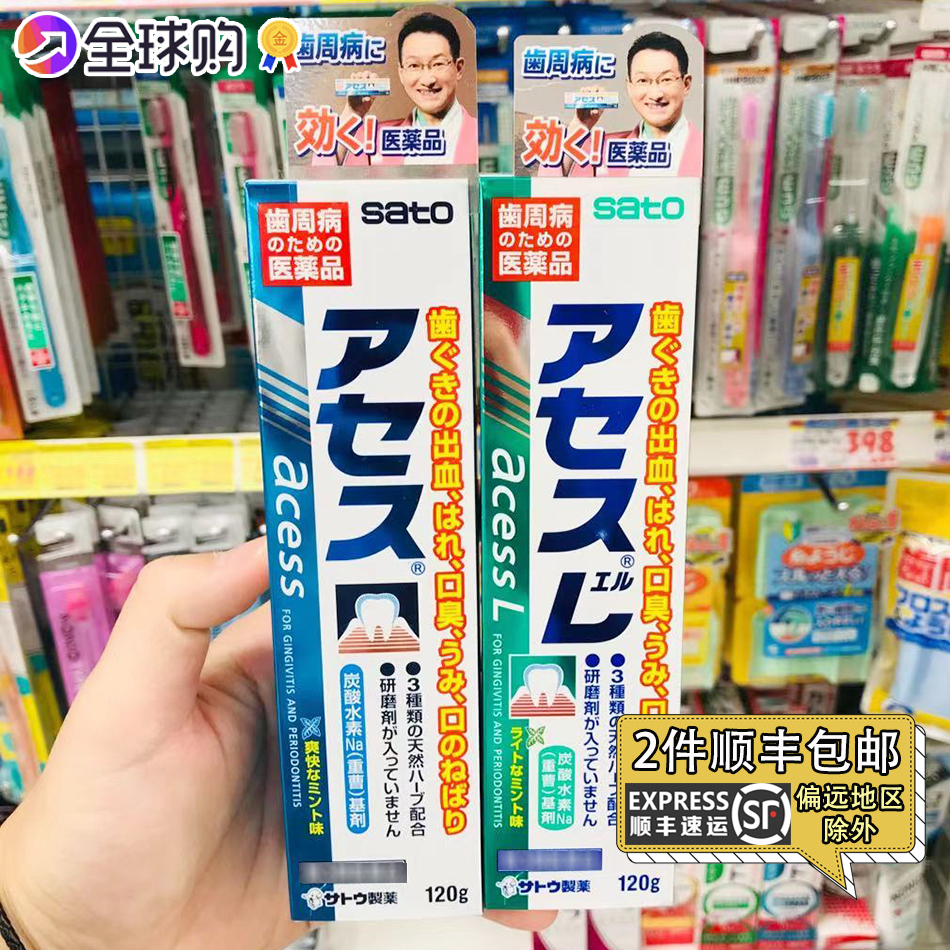 全球购
金
歯周病に
効く!医薬品
歯周病に
効く!医薬品
歯周病
のための
医薬品
sato
アセス®
acess
FOR GINGIVITIS AND PERIODONTITIS
歯ぐきの出血、はれ、口臭、うみ、口のねばり
●3種類の天然ハーブ配合
●研磨剤が入っていません
炭酸水素Na(重曹)基剤
爽快なミント味
サトウ製薬
120g
歯周病
のための
医薬品
sato
アセス®
エル
L
acess L
FOR GINGIVITIS AND PERIODONTITIS
歯ぐきの出血、はれ、口臭、うみ、口
●3種類の天然ハーブ配合
●研磨剤が入っていません
炭酸水素Na
(重曹)基剤
ライトなミント味
サトウ製薬
120g
398
2件顺丰包邮
EXPRESS
顺丰速运
SF
偏远地区
除外